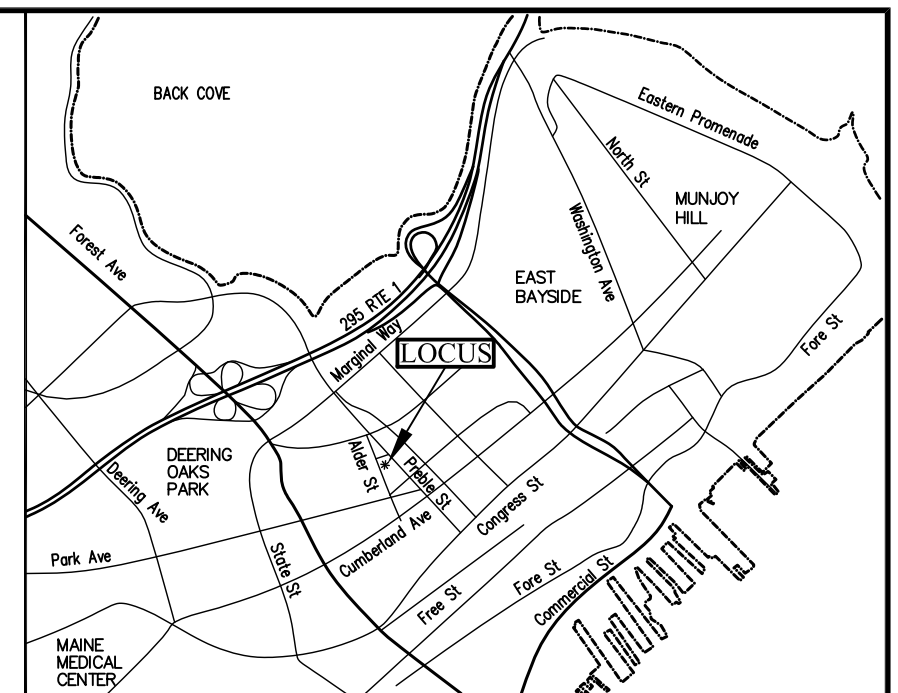 BACK COVE
Eastern Promenade
North St
MUNJOY
HILL
Washington Ave
Forest Ave
EAST
BAYSIDE
295 RTE 1
Marginal Way
Fore St
LOCUS
DEERING
OAKS
PARK
Alder St
Preble St
Deering Ave
Congress St
Cumberland Ave
Park Ave
State St
Free St
Fore St
Commercial St
MAINE
MEDICAL
CENTER